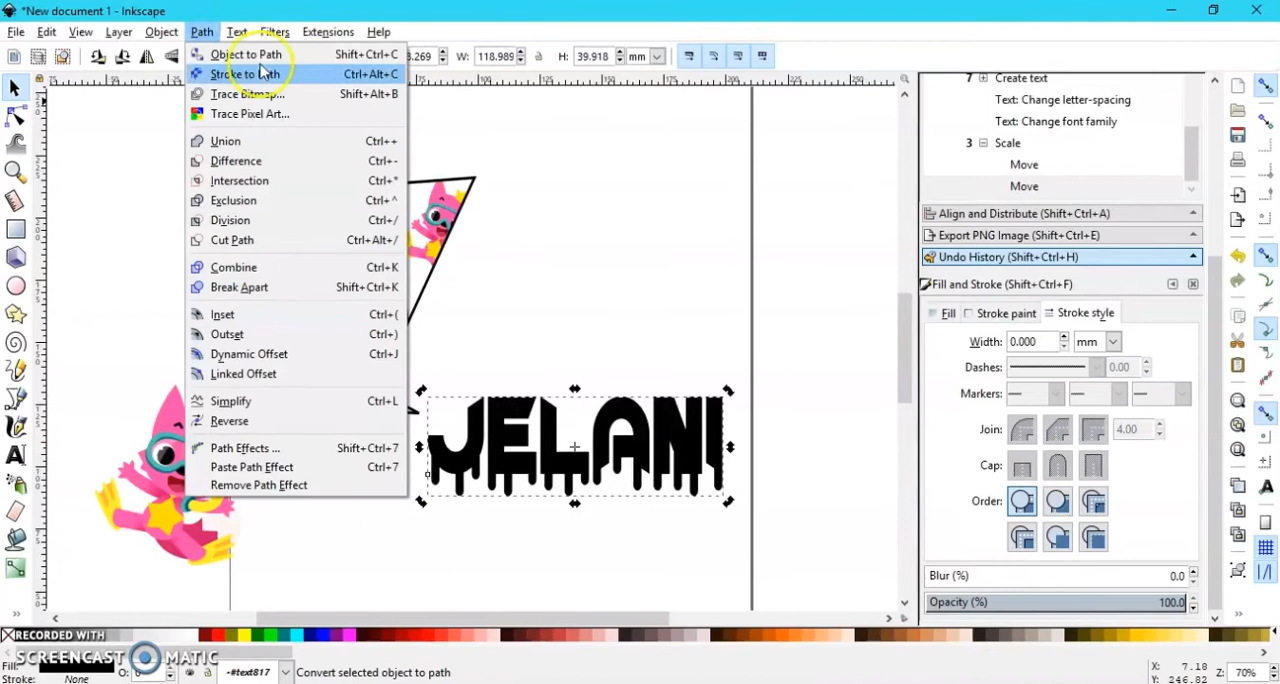 *New document 1 - Inkscape
File Edit View Layer Object Path Text Filters Extensions Help
3.269 W: 118.989 H: 39.918 mm
Object to Path Shift+Ctrl+C
Stroke to Path Ctrl+Alt+C
Trace Bitmap... Shift+Alt+B
Trace Pixel Art...
Union Ctrl++
Difference Ctrl+-
Intersection Ctrl+*
Exclusion Ctrl+^
Division Ctrl+/
Cut Path Ctrl+Alt+/
Combine Ctrl+K
Break Apart Shift+Ctrl+K
Inset Ctrl+(
Outset Ctrl+)
Dynamic Offset Ctrl+J
Linked Offset
Simplify Ctrl+L
Reverse
Path Effects ... Shift+Ctrl+7
Paste Path Effect Ctrl+7
Remove Path Effect
JELANI
7 Create text
Text: Change letter-spacing
Text: Change font family
3 Scale
Move
Move
Align and Distribute (Shift+Ctrl+A)
Export PNG Image (Shift+Ctrl+E)
Undo History (Shift+Ctrl+H)
Fill and Stroke (Shift+Ctrl+F)
Fill Stroke paint Stroke style
Width: 0.000 mm
Dashes: 0.00
Markers:
Join: 4.00
Cap:
Order:
Blur (%) 0.0
Opacity (%) 100.0
RECORDED WITH
SCREENCAST MATIC
Fill:
Stroke: None
O:
-#text817
Convert selected object to path
X: 7.18
Y: 246.82
Z: 70%